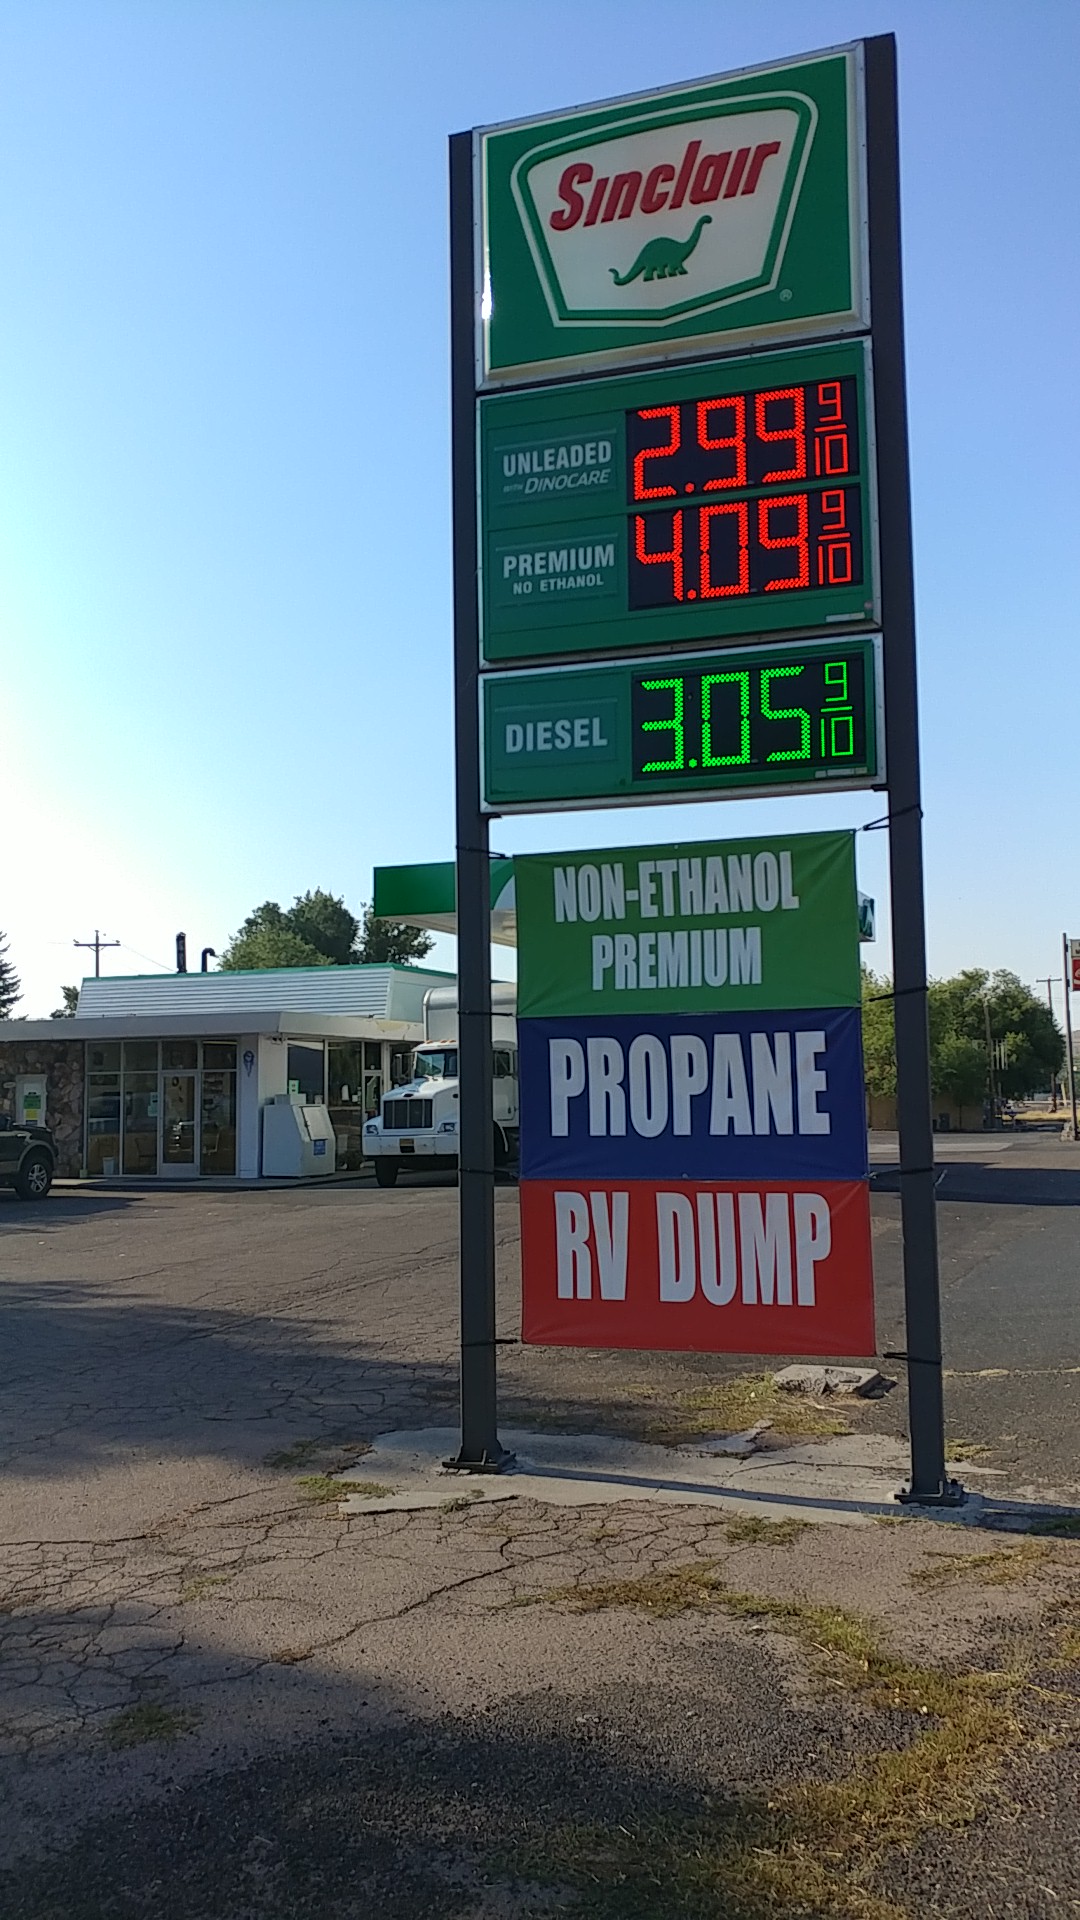 Sinclair
®
UNLEADED
WITH DINOCARE
2.99 9/10
PREMIUM
NO ETHANOL
4.09 9/10
DIESEL
3.05 9/10
NON-ETHANOL
PREMIUM
PROPANE
RV DUMP